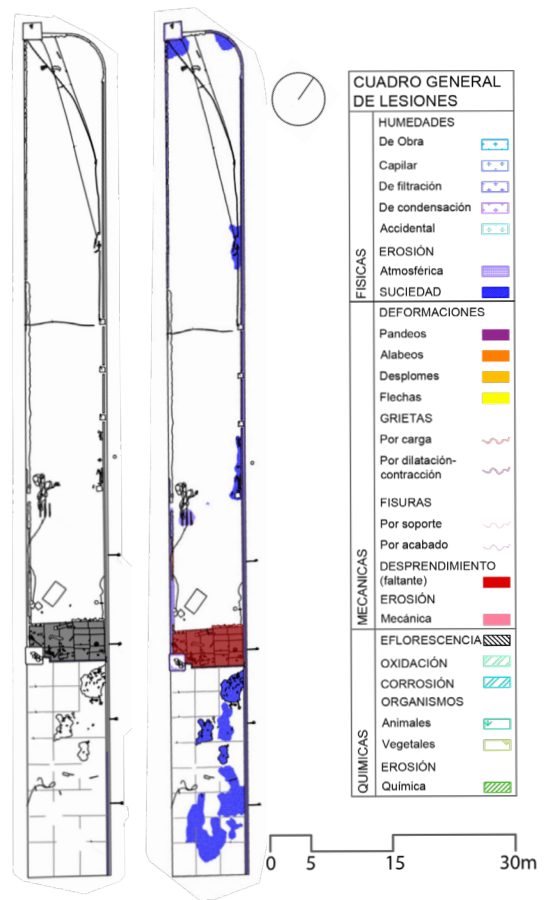 CUADRO GENERAL
DE LESIONES
FISICAS
HUMEDADES
De Obra
Capilar
De filtración
De condensación
Accidental
EROSIÓN
Atmosférica
SUCIEDAD
MECANICAS
DEFORMACIONES
Pandeos
Alabeos
Desplomes
Flechas
GRIETAS
Por carga
Por dilatación-
contracción
FISURAS
Por soporte
Por acabado
DESPRENDIMIENTO
(faltante)
EROSIÓN
Mecánica
QUIMICAS
EFLORESCENCIA
OXIDACIÓN
CORROSIÓN
ORGANISMOS
Animales
Vegetales
EROSIÓN
Química
0 5 15 30m